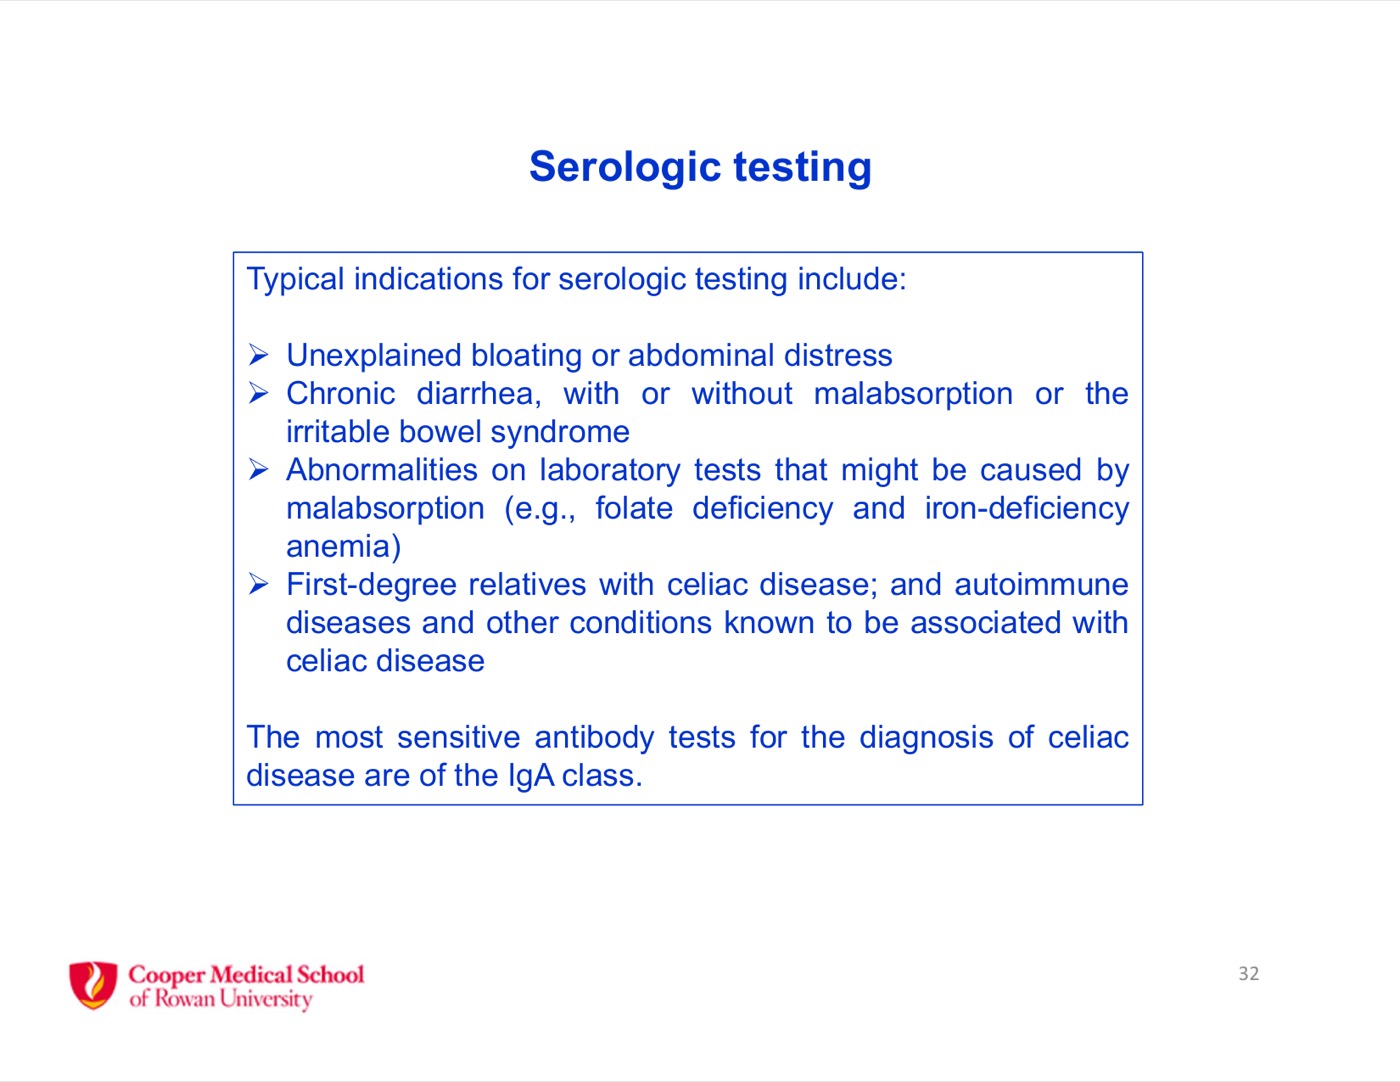 Serologic testing
Typical indications for serologic testing include:
➢ Unexplained bloating or abdominal distress
➢ Chronic diarrhea, with or without malabsorption or the
irritable bowel syndrome
➢ Abnormalities on laboratory tests that might be caused by
malabsorption (e.g., folate deficiency and iron-deficiency
anemia)
➢ First-degree relatives with celiac disease; and autoimmune
diseases and other conditions known to be associated with
celiac disease
The most sensitive antibody tests for the diagnosis of celiac
disease are of the IgA class.
Cooper Medical School
of Rowan University
32